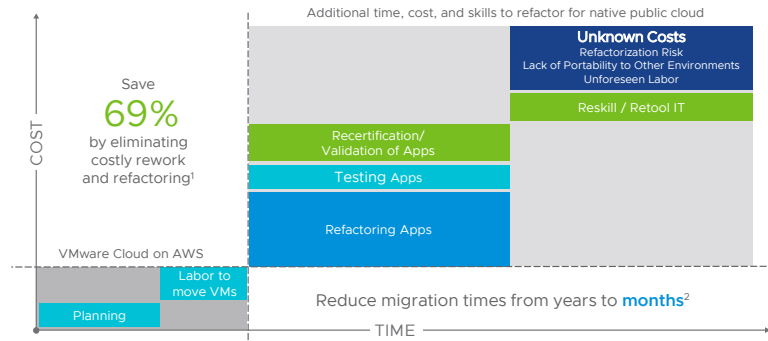 Additional time, cost, and skills to refactor for native public cloud
Unknown Costs
Refactorization Risk
Lack of Portability to Other Environments
Unforeseen Labor
Reskill / Retool IT
Save
69%
by eliminating
costly rework
and refactoring¹
COST
Recertification/
Validation of Apps
Testing Apps
Refactoring Apps
VMware Cloud on AWS
Labor to
move VMs
Planning
Reduce migration times from years to months²
TIME